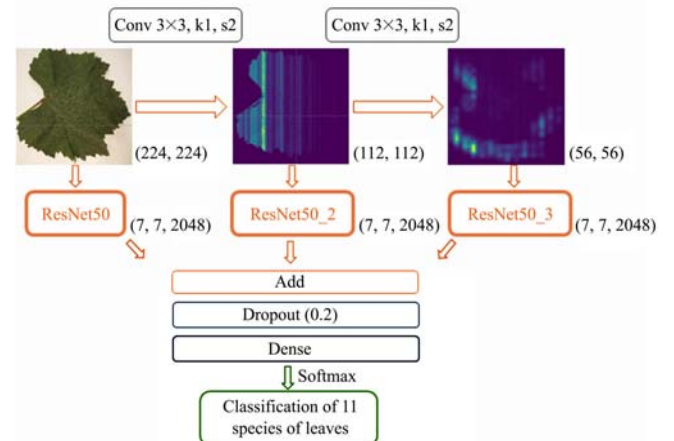 Conv 3×3, k1, s2
Conv 3×3, k1, s2
(224, 224)
(112, 112)
(56, 56)
ResNet50
(7, 7, 2048)
ResNet50_2
(7, 7, 2048)
ResNet50_3
(7, 7, 2048)
Add
Dropout (0.2)
Dense
Softmax
Classification of 11
species of leaves